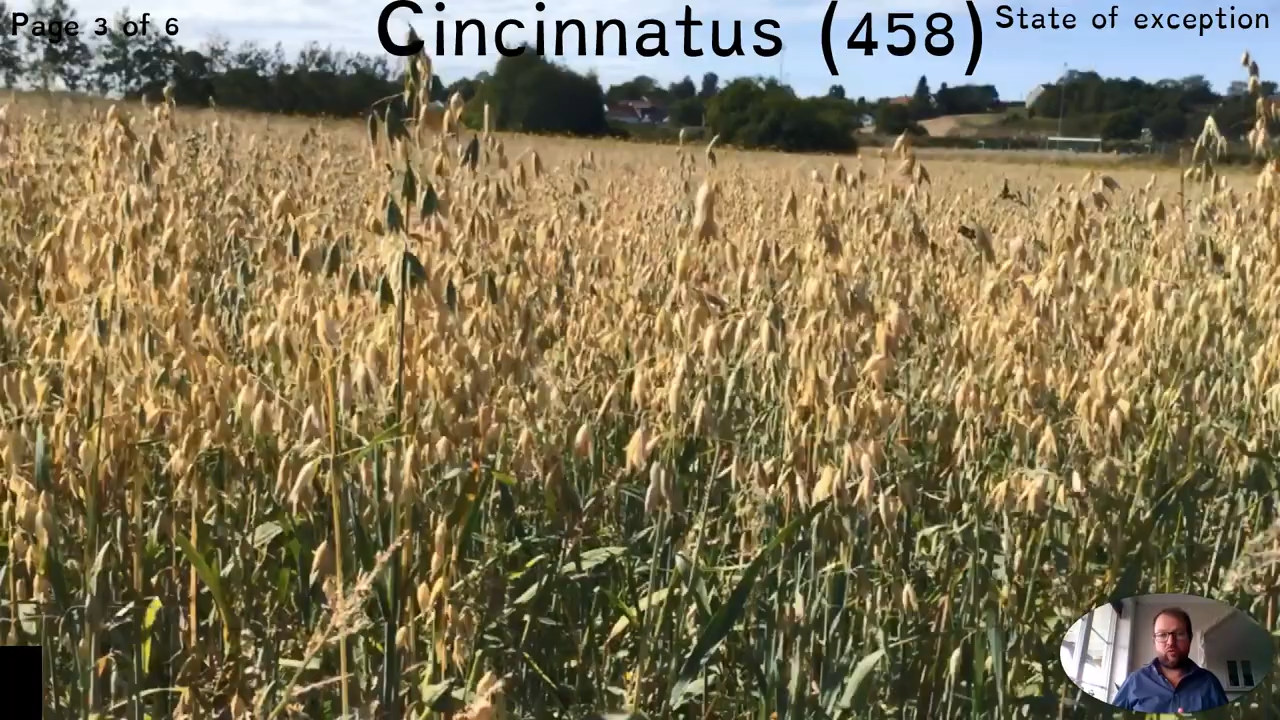 Page 3 of 6
Cincinnatus (458)
State of exception